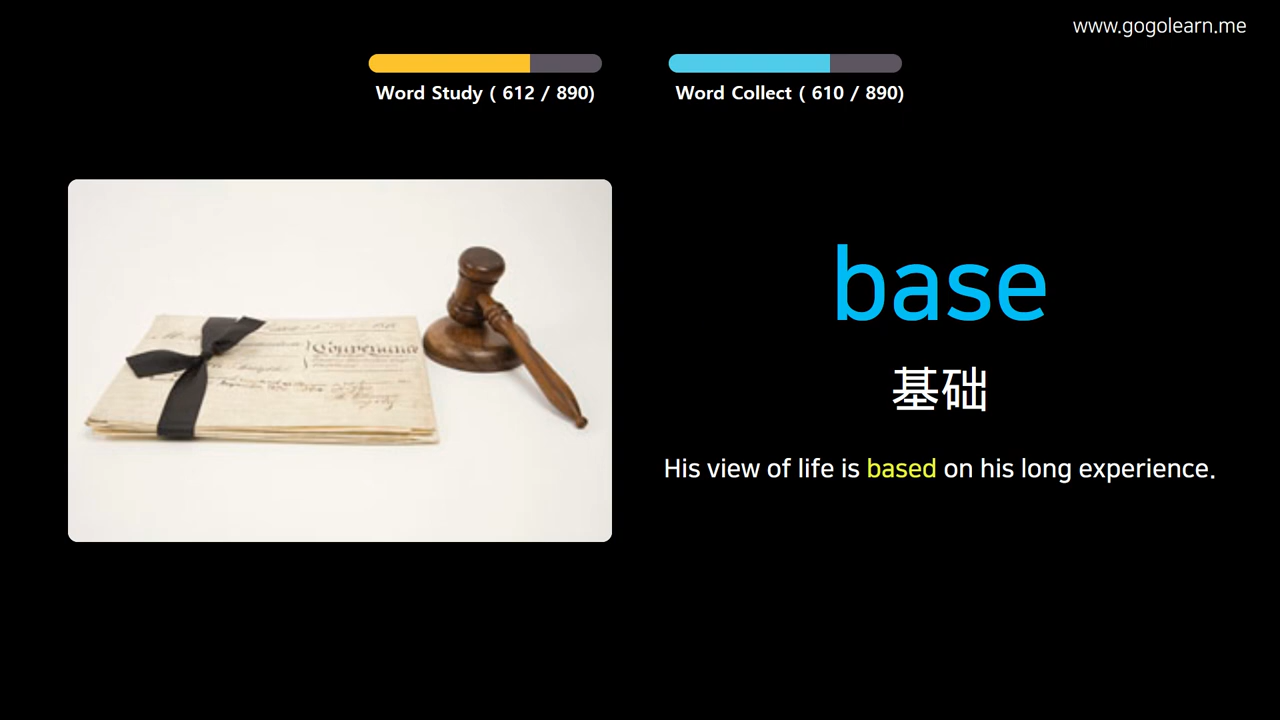 www.gogolearn.me
Word Study ( 612 / 890)
Word Collect ( 610 / 890)
Conveyance
base
基础
His view of life is based on his long experience.